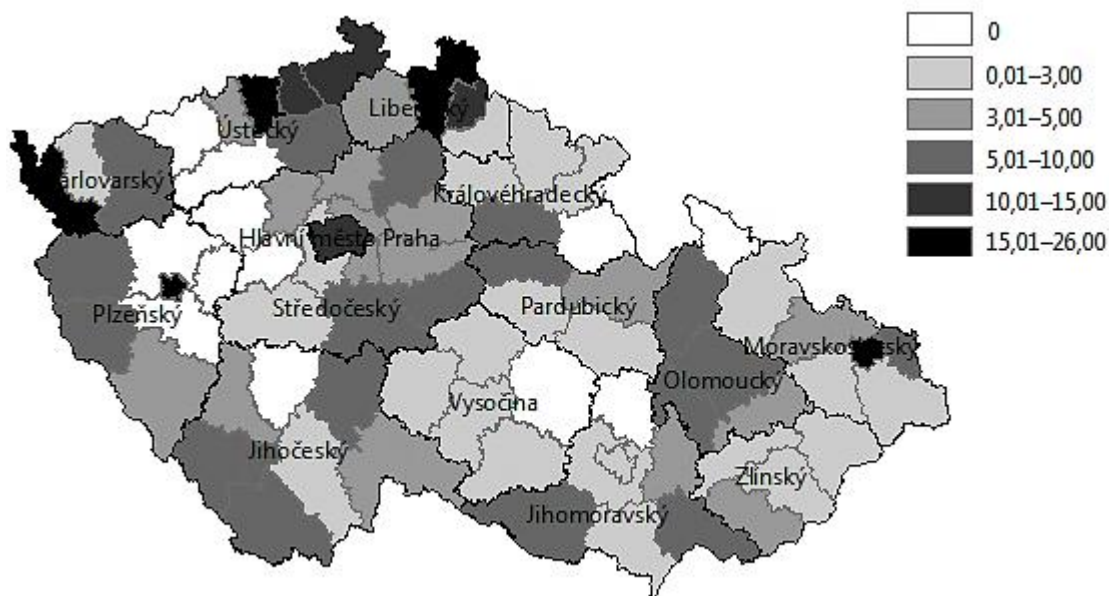 0
0,01–3,00
3,01–5,00
5,01–10,00
10,01–15,00
15,01–26,00
Liberecký
Ústecký
Karlovarský
Královéhradecký
Hlavní město Praha
Středočeský
Plzeňský
Pardubický
Moravskoslezský
Olomoucký
Vysočina
Jihočeský
Zlínský
Jihomoravský